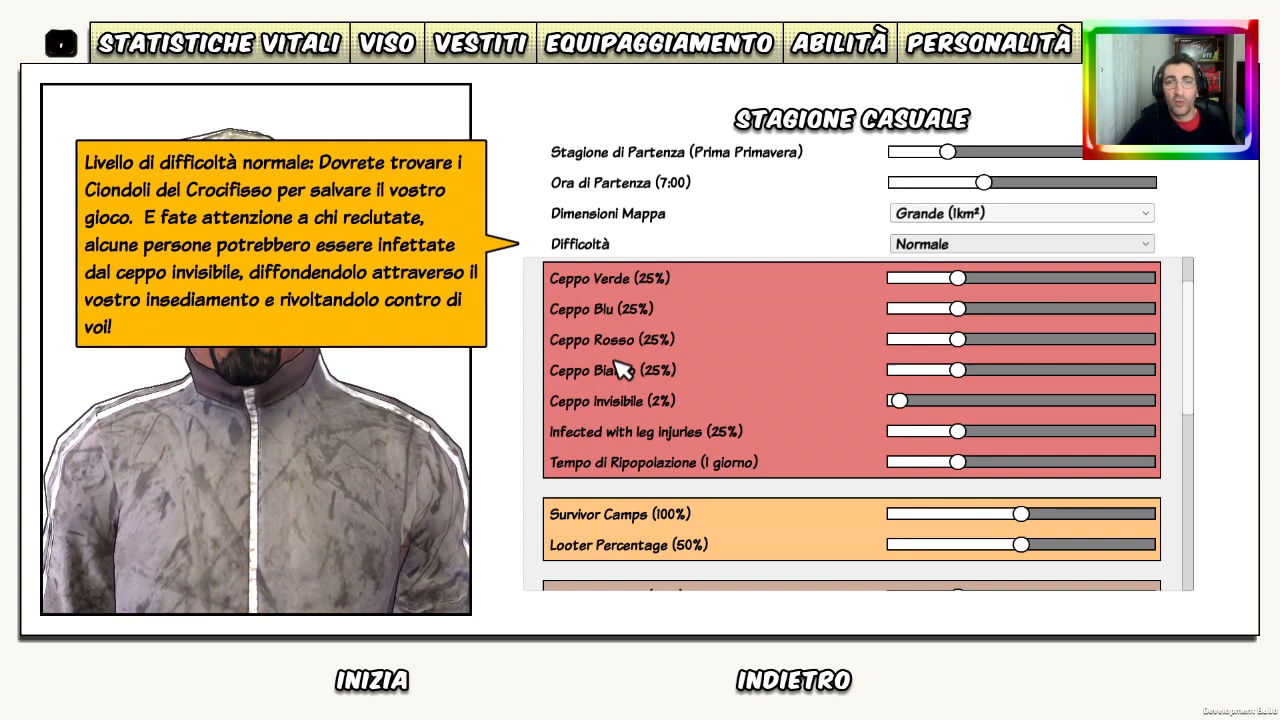 STATISTICHE VITALI
VISO
VESTITI
EQUIPAGGIAMENTO
ABILITÀ
PERSONALITÀ
STAGIONE CASUALE
Livello di difficoltà normale: Dovrete trovare i
Ciondoli del Crocifisso per salvare il vostro
gioco. E fate attenzione a chi reclutate,
alcune persone potrebbero essere infettate
dal ceppo invisibile, diffondendolo attraverso il
vostro insediamento e rivoltandolo contro di
voi!
Stagione di Partenza (Prima Primavera)
Ora di Partenza (7:00)
Dimensioni Mappa
Grande (1km²)
Difficoltà
Normale
Ceppo Verde (25%)
Ceppo Blu (25%)
Ceppo Rosso (25%)
Ceppo (25%)
Ceppo Invisibile (2%)
Infected with leg injuries (25%)
Tempo di Ripopolazione (1 giorno)
Survivor Camps (100%)
Looter Percentage (50%)
INIZIA
INDIETRO
Development Build